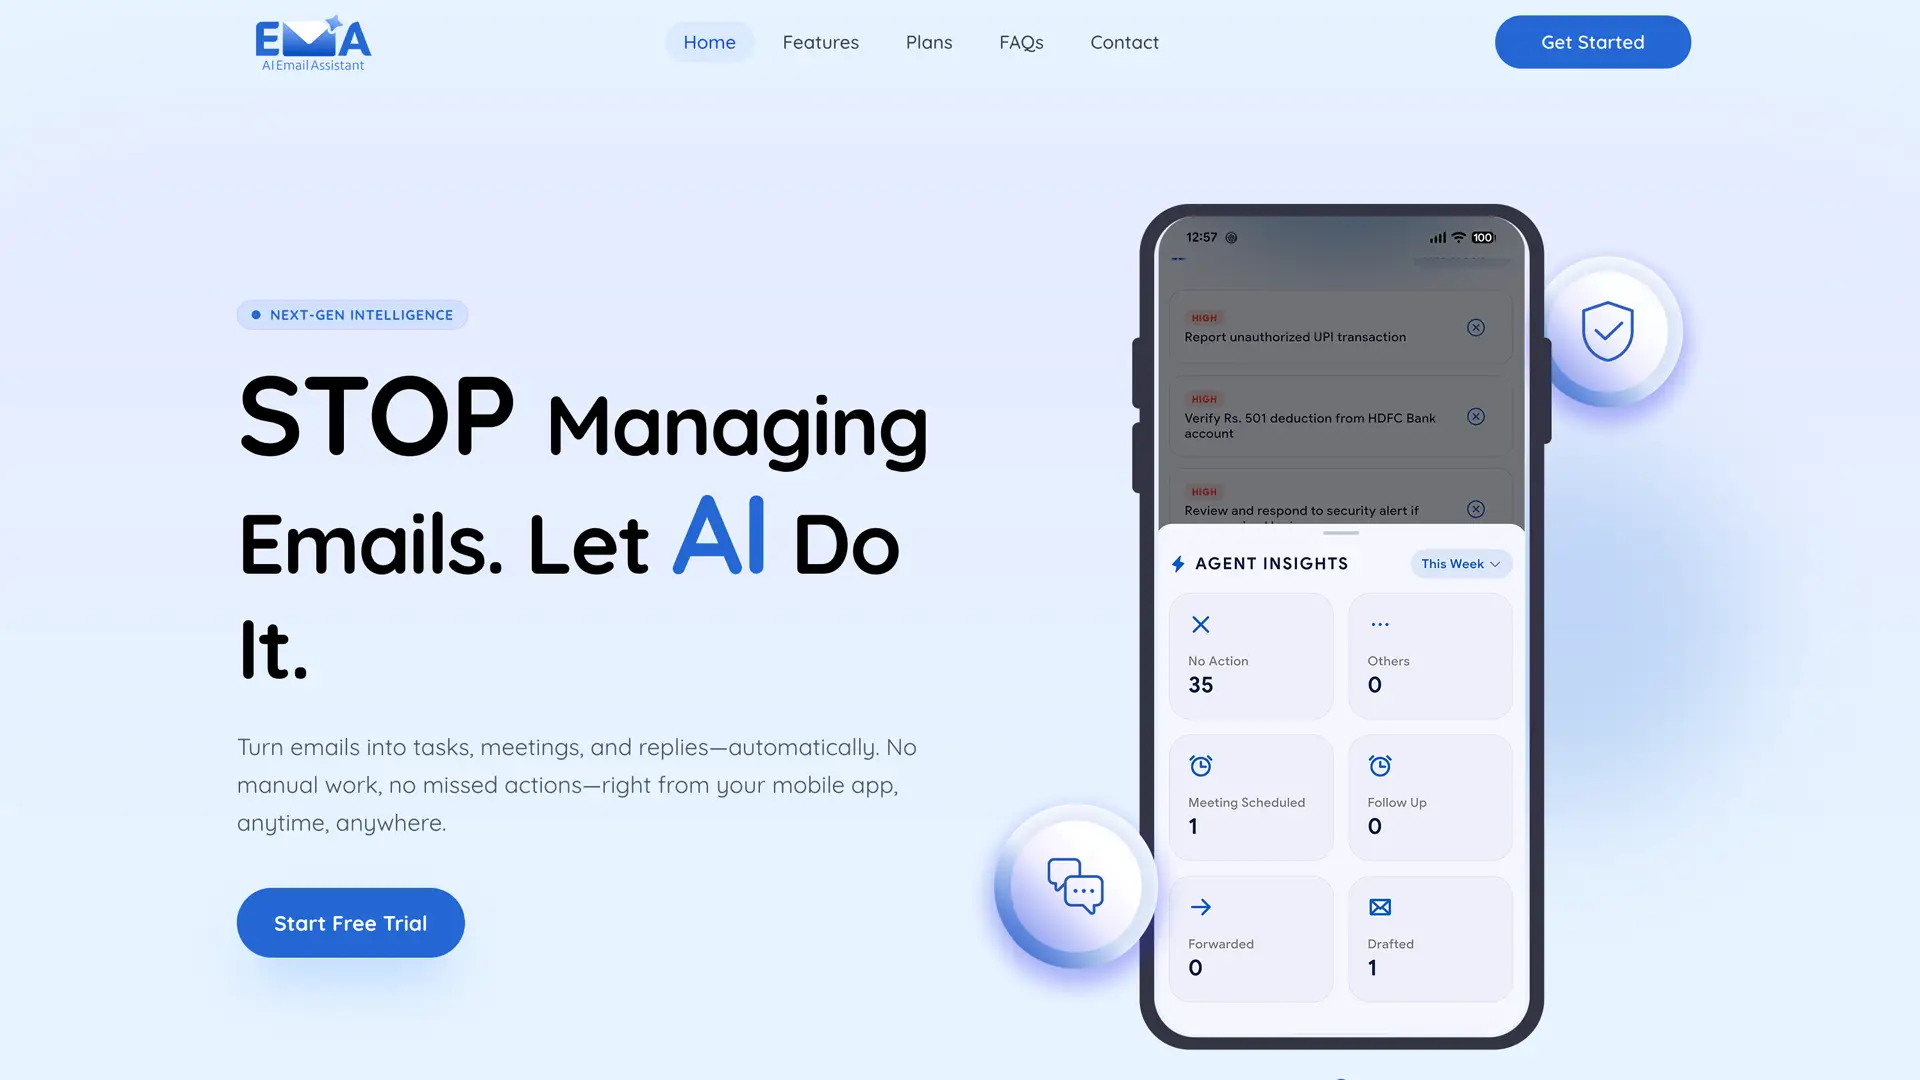 EMA
AI Email Assistant
Home
Features
Plans
FAQs
Contact
Get Started
NEXT-GEN INTELLIGENCE
STOP Managing
Emails. Let AI Do
It.
Turn emails into tasks, meetings, and replies—automatically. No
manual work, no missed actions—right from your mobile app,
anytime, anywhere.
Start Free Trial
12:57
100
HIGH
Report unauthorized UPI transaction
HIGH
Verify Rs. 501 deduction from HDFC Bank
account
HIGH
Review and respond to security alert if
AGENT INSIGHTS
This Week
No Action
35
Others
0
Meeting Scheduled
1
Follow Up
0
Forwarded
0
Drafted
1